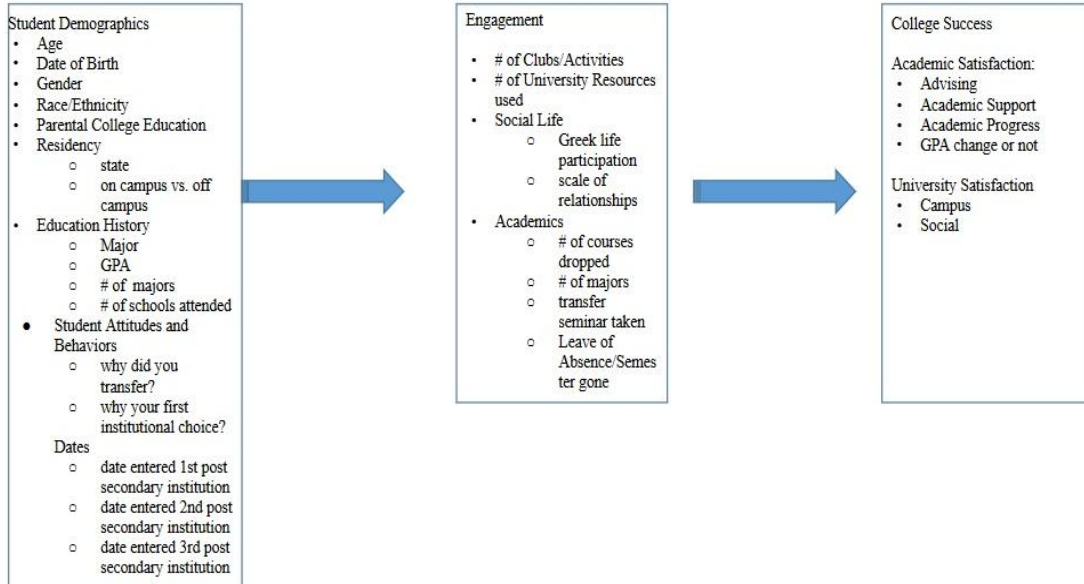 Student Demographics
• Age
• Date of Birth
• Gender
• Race/Ethnicity
• Parental College Education
• Residency
o state
o on campus vs. off
campus
• Education History
o Major
o GPA
o # of majors
o # of schools attended
● Student Attitudes and
Behaviors
o why did you
transfer?
o why your first
institutional choice?
Dates
o date entered 1st post
secondary institution
o date entered 2nd post
secondary institution
o date entered 3rd post
secondary institution
Engagement
• # of Clubs/Activities
• # of University Resources
used
• Social Life
o Greek life
participation
o scale of
relationships
• Academics
o # of courses
dropped
o # of majors
o transfer
seminar taken
o Leave of
Absence/Semes
ter gone
College Success
Academic Satisfaction:
• Advising
• Academic Support
• Academic Progress
• GPA change or not
University Satisfaction
• Campus
• Social